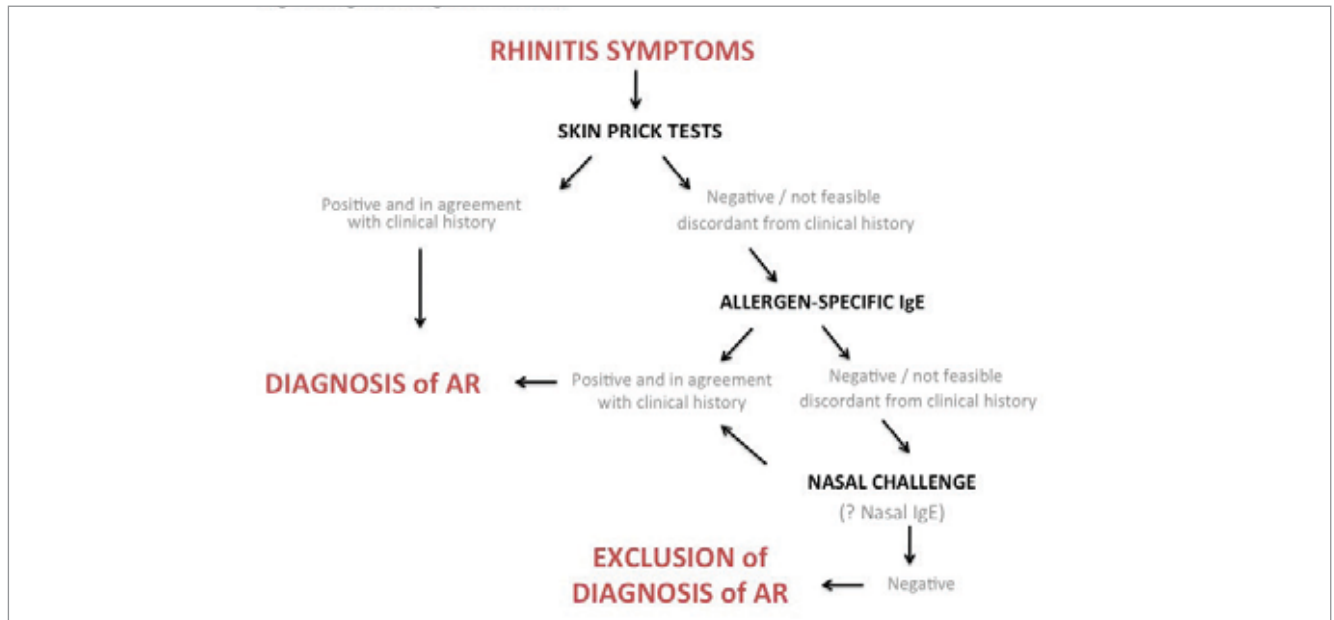 RHINITIS SYMPTOMS
SKIN PRICK TESTS
Positive and in agreement
with clinical history
Negative / not feasible
discordant from clinical history
ALLERGEN-SPECIFIC IgE
DIAGNOSIS of AR
Positive and in agreement
with clinical history
Negative / not feasible
discordant from clinical history
NASAL CHALLENGE
(? Nasal IgE)
EXCLUSION of
DIAGNOSIS of AR
Negative